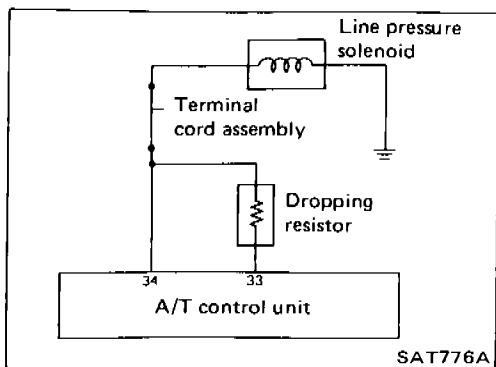 Line pressure
solenoid
Terminal
cord assembly
Dropping
resistor
34 33
A/T control unit
SAT776A